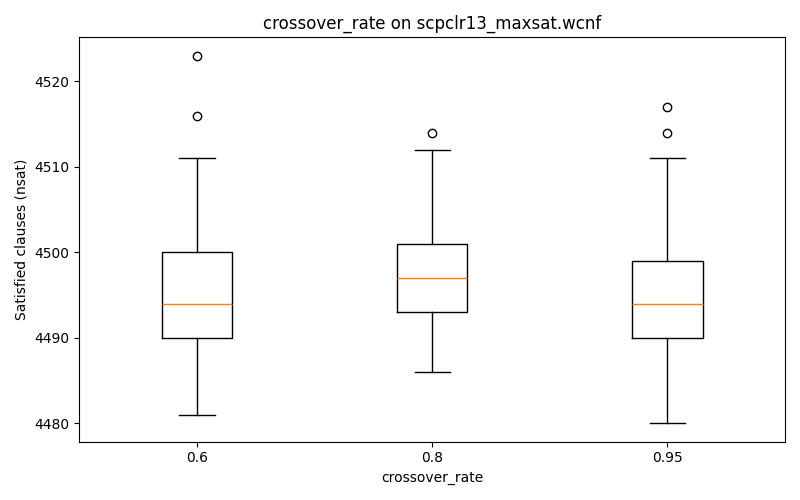 crossover_rate on scpclr13_maxsat.wcnf
Satisfied clauses (nsat)
4520
4510
4500
4490
4480
0.6 0.8 0.95
crossover_rate